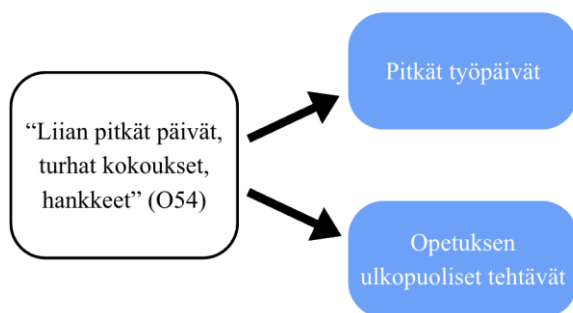 “Liian pitkät päivät,
turhat kokoukset,
hankkeet” (O54)
Pitkät työpäivät
Opetuksen
ulkopuoliset tehtävät